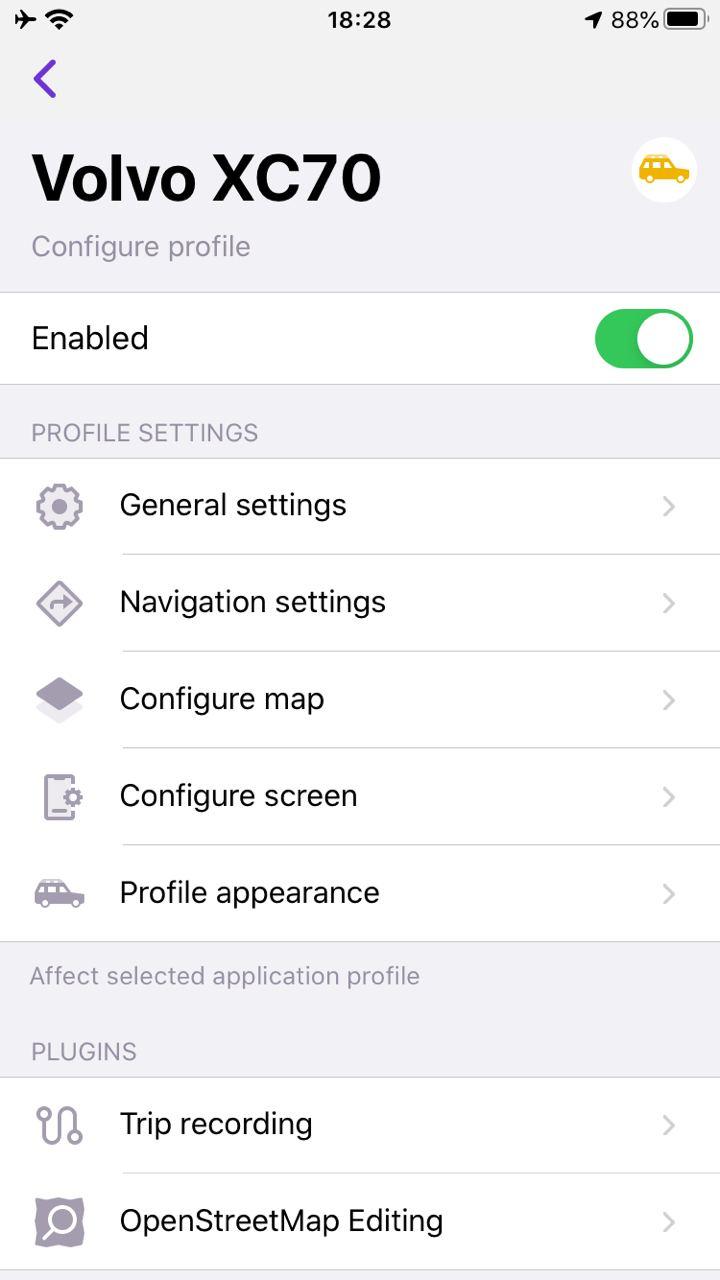 18:28
88%
Volvo XC70
Configure profile
Enabled
PROFILE SETTINGS
General settings
Navigation settings
Configure map
Configure screen
Profile appearance
Affect selected application profile
PLUGINS
Trip recording
OpenStreetMap Editing